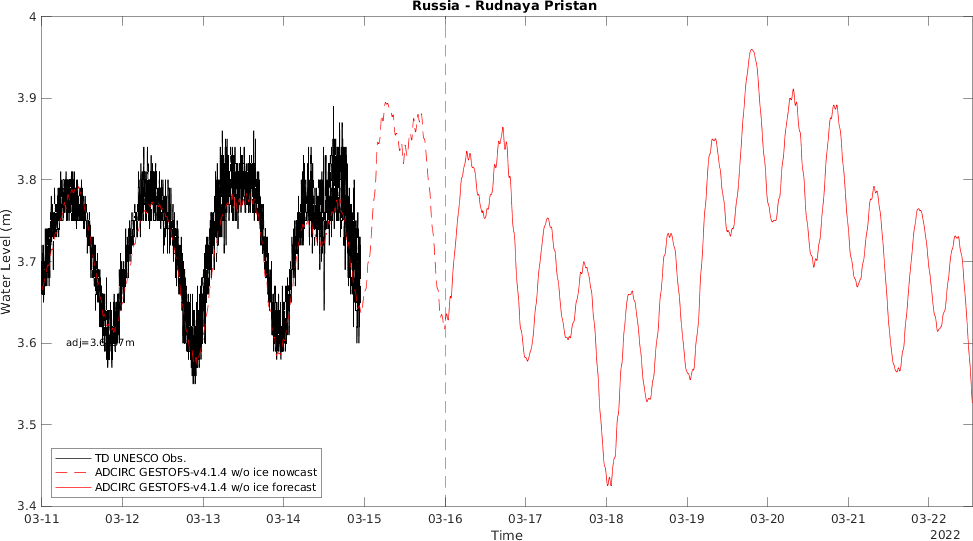 Russia - Rudnaya Pristan
Water Level (m)
4
3.9
3.8
3.7
3.6
3.5
3.4
TD UNESCO Obs.
ADCIRC GESTOFS-v4.1.4 w/o ice nowcast
ADCIRC GESTOFS-v4.1.4 w/o ice forecast
03-11 03-12 03-13 03-14 03-15 03-16 03-17 03-18 03-19 03-20 03-21 03-22
Time
2022